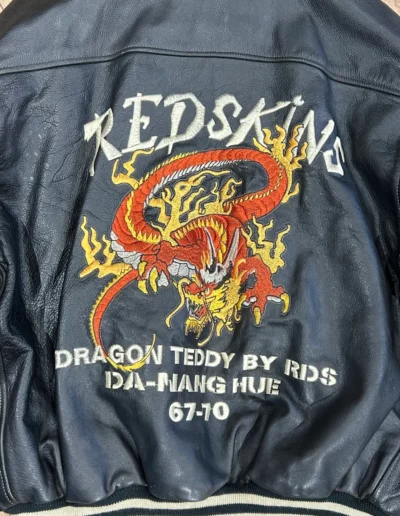 REDSKiNS
DRAGON TEDDY BY RDS
DA-NANG HUE
67-70